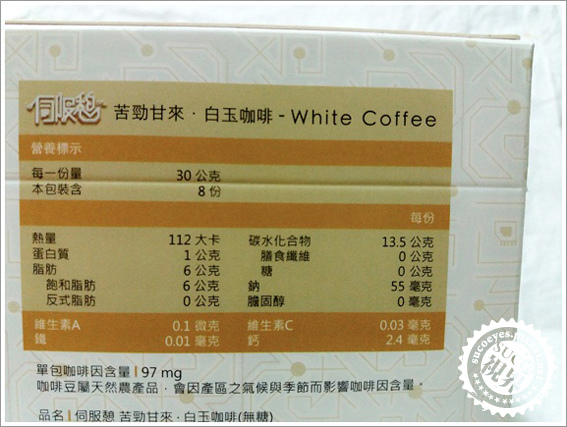 伺服憩 苦勁甘來．白玉咖啡 - White Coffee
營養標示
每一份量 30 公克
本包裝含 8 份
每份
熱量 112 大卡 碳水化合物 13.5 公克
蛋白質 1 公克 膳食纖維 0 公克
脂肪 6 公克 糖 0 公克
飽和脂肪 6 公克 鈉 55 毫克
反式脂肪 0 公克 膽固醇 0 毫克
維生素A 0.1 微克 維生素C 0.03 毫克
鐵 0.01 毫克 鈣 2.4 毫克
單包咖啡因含量 | 97 mg
咖啡豆屬天然農產品，會因產區之氣候與季節而影響咖啡因含量。
品名 | 伺服憩 苦勁甘來．白玉咖啡(無糖)